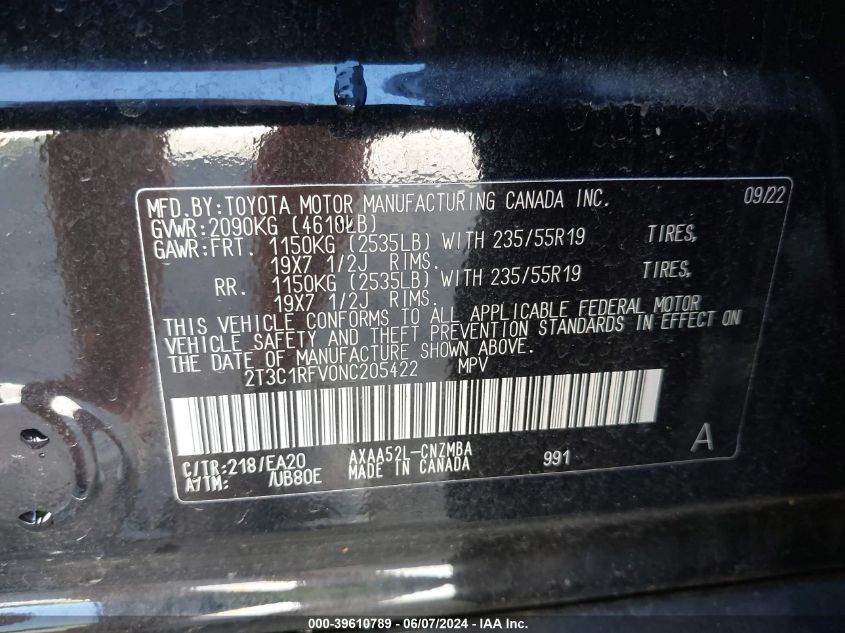 MFD.BY:TOYOTA MOTOR MANUFACTURING CANADA INC. 09/22
GVWR:2090KG (4610LB)
GAWR:FRT. 1150KG (2535LB) WITH 235/55R19 TIRES,
19X7 1/2J RIMS.
RR. 1150KG (2535LB) WITH 235/55R19 TIRES,
19X7 1/2J RIMS.
THIS VEHICLE CONFORMS TO ALL APPLICABLE FEDERAL MOTOR
VEHICLE SAFETY AND THEFT PREVENTION STANDARDS IN EFFECT ON
THE DATE OF MANUFACTURE SHOWN ABOVE.
2T3C1RFV0NC205422 MPV
C/TR:218/EA20 AXAA52L-CNZMBA 991 A
A/TM: /UB80E MADE IN CANADA
000-39610789 - 06/07/2024 - IAA Inc.